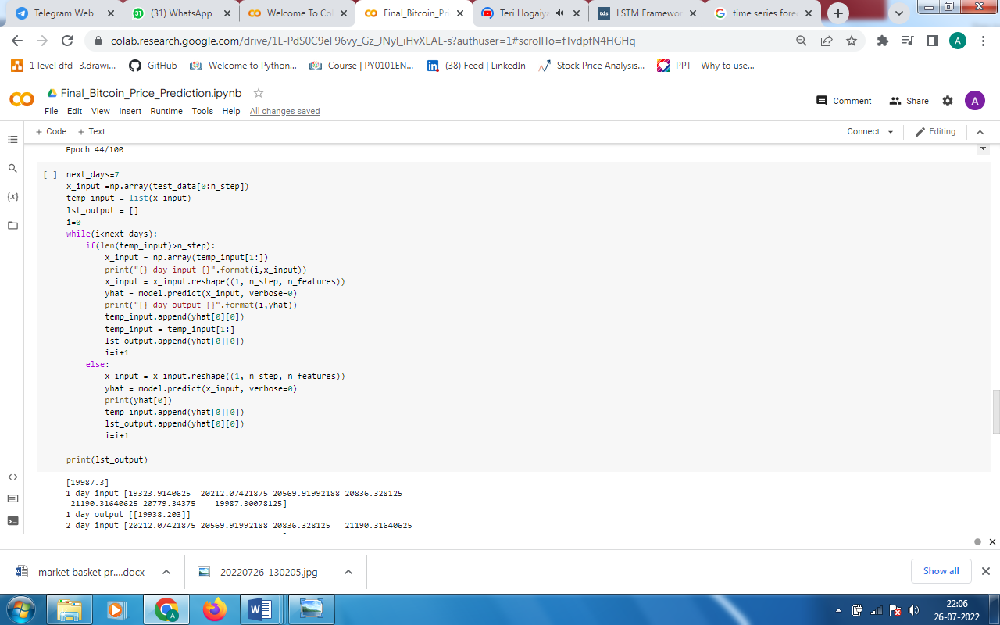 Telegram Web
(31) WhatsApp
Welcome To Co
Final_Bitcoin_Pr
Teri Hogaiy
tds
LSTM Framewor
time series fore
colab.research.google.com/drive/1L-PdS0C9eF96vy_Gz_JNyl_iHvXLAL-s?authuser=1#scrollTo=fTvdpfN4HGHq
A
1 level dfd _3.drawi...
GitHub
Welcome to Python...
Course | PY0101EN...
(38) Feed | LinkedIn
Stock Price Analysis...
PPT – Why to use...
Final_Bitcoin_Price_Prediction.ipynb
Comment
Share
A
File Edit View Insert Runtime Tools Help All changes saved
+ Code + Text
Connect
Editing
Epoch 44/100
[ ] next_days=7
x_input =np.array(test_data[0:n_step])
temp_input = list(x_input)
lst_output = []
i=0
while(i<next_days):
    if(len(temp_input)>n_step):
        x_input = np.array(temp_input[1:])
        print("{} day input {}".format(i,x_input))
        x_input = x_input.reshape((1, n_step, n_features))
        yhat = model.predict(x_input, verbose=0)
        print("{} day output {}".format(i,yhat))
        temp_input.append(yhat[0][0])
        temp_input = temp_input[1:]
        lst_output.append(yhat[0][0])
        i=i+1
    else:
        x_input = x_input.reshape((1, n_step, n_features))
        yhat = model.predict(x_input, verbose=0)
        print(yhat[0])
        temp_input.append(yhat[0][0])
        lst_output.append(yhat[0][0])
        i=i+1
print(lst_output)
[19987.3]
1 day input [19323.9140625  20212.07421875 20569.91992188 20836.328125
 21190.31640625 20779.34375    19987.30078125]
1 day output [[19938.203]]
2 day input [20212.07421875 20569.91992188 20836.328125   21190.31640625
market basket pr....docx
20220726_130205.jpg
Show all
22:06
26-07-2022